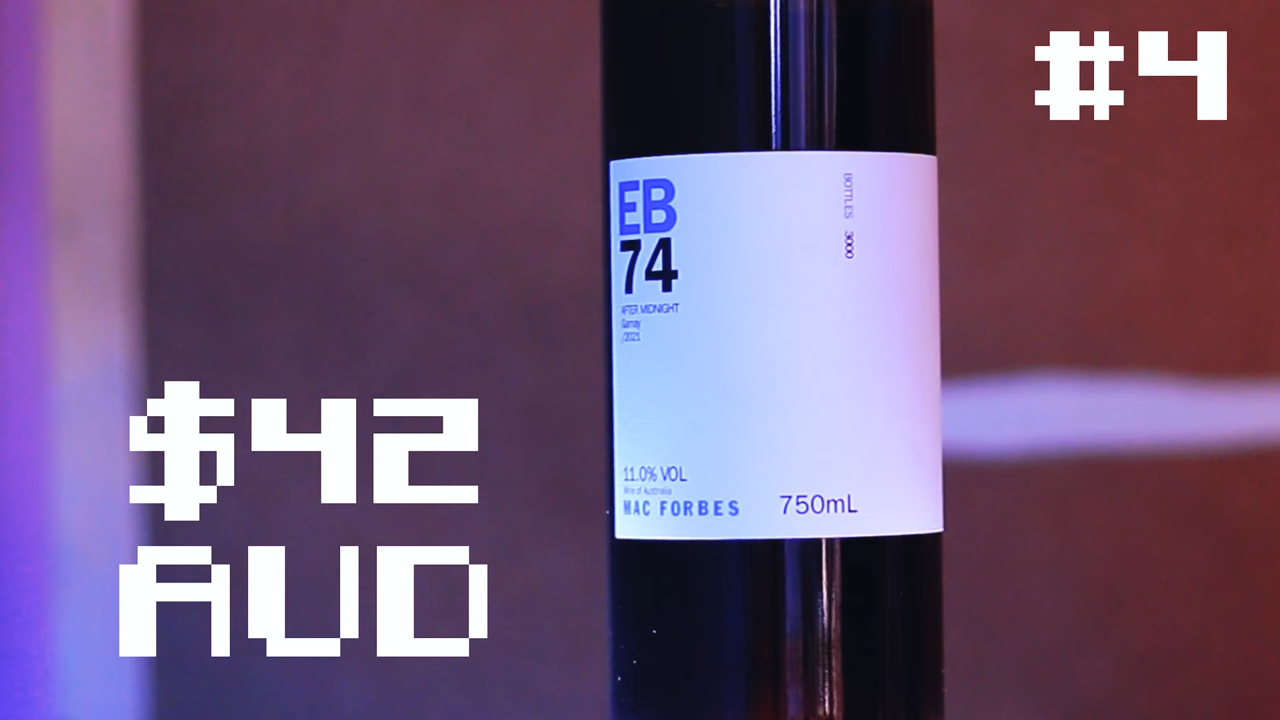 #4
EB
74
AFTER MIDNIGHT
Gamay
/2021
BOTTLES 3000
$42
AUD
11.0% VOL
Wine of Australia
MAC FORBES
750mL